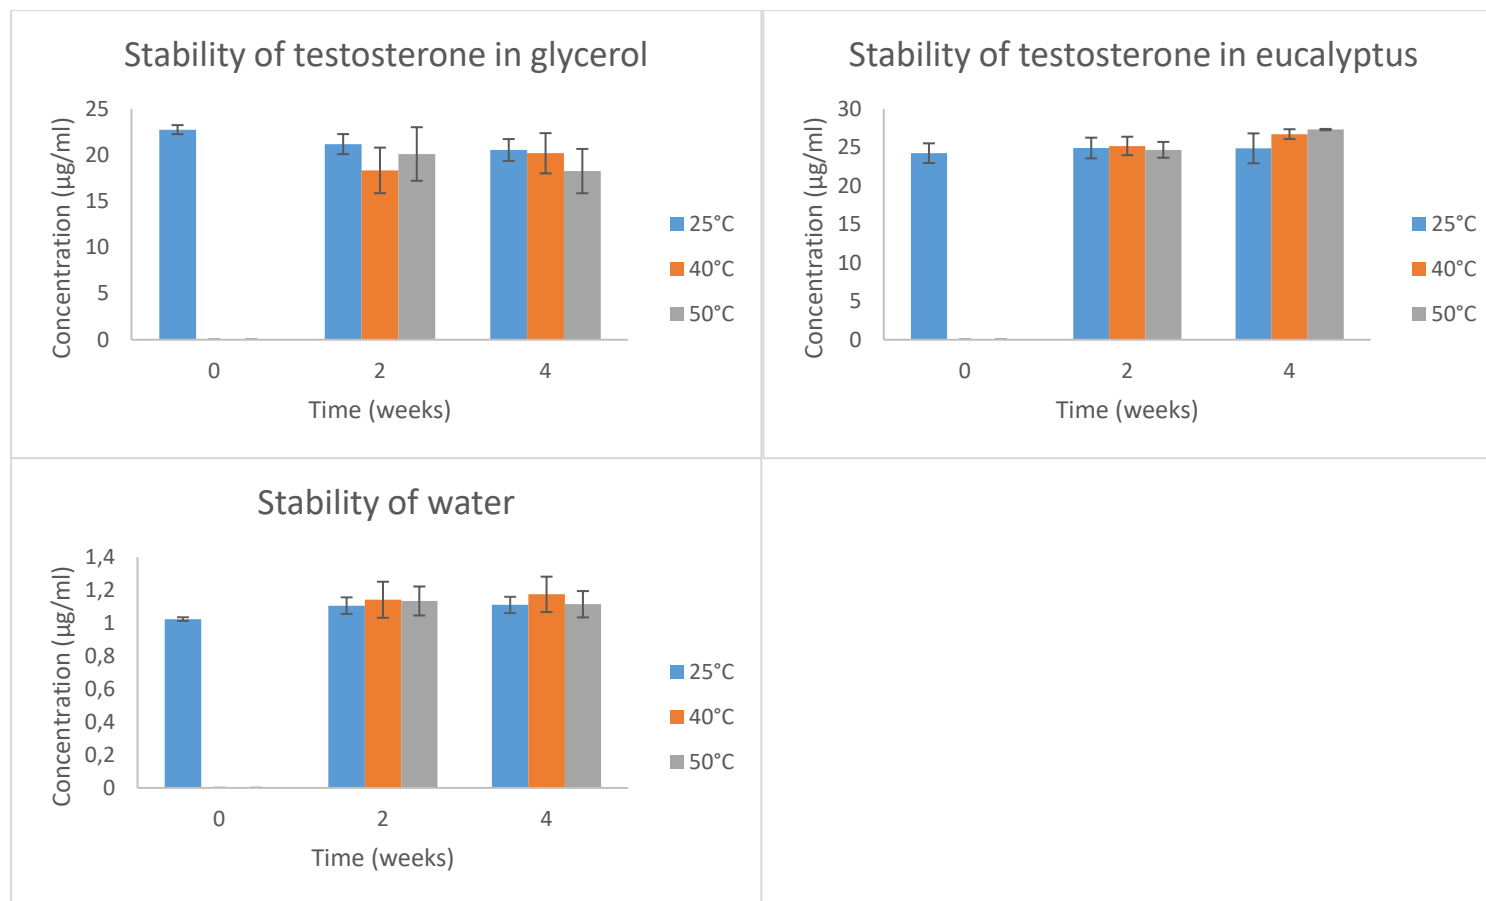 Stability of testosterone in glycerol
Concentration (µg/ml)
25
20
15
10
5
0
0 2 4
Time (weeks)
25°C
40°C
50°C
Stability of testosterone in eucalyptus
Concentration (µg/ml)
30
25
20
15
10
5
0
0 2 4
Time (weeks)
25°C
40°C
50°C
Stability of water
Concentration (µg/ml)
1,4
1,2
1
0,8
0,6
0,4
0,2
0
0 2 4
Time (weeks)
25°C
40°C
50°C